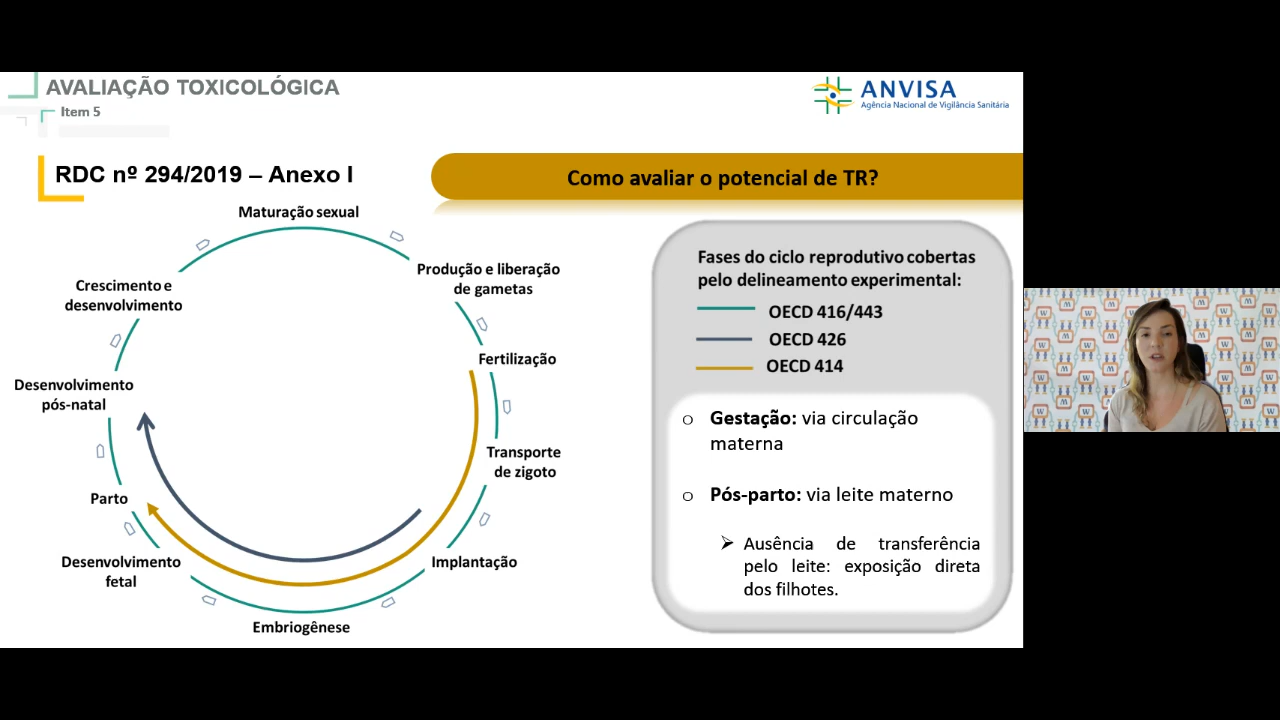 AVALIAÇÃO TOXICOLÓGICA
Item 5
ANVISA
Agência Nacional de Vigilância Sanitária
RDC nº 294/2019 – Anexo I
Como avaliar o potencial de TR?
Maturação sexual
Produção e liberação
de gametas
Fertilização
Transporte
de zigoto
Implantação
Embriogênese
Desenvolvimento
fetal
Parto
Desenvolvimento
pós-natal
Crescimento e
desenvolvimento
Fases do ciclo reprodutivo cobertas
pelo delineamento experimental:
OECD 416/443
OECD 426
OECD 414
o Gestação: via circulação
materna
o Pós-parto: via leite materno
➢ Ausência de transferência
pelo leite: exposição direta
dos filhotes.